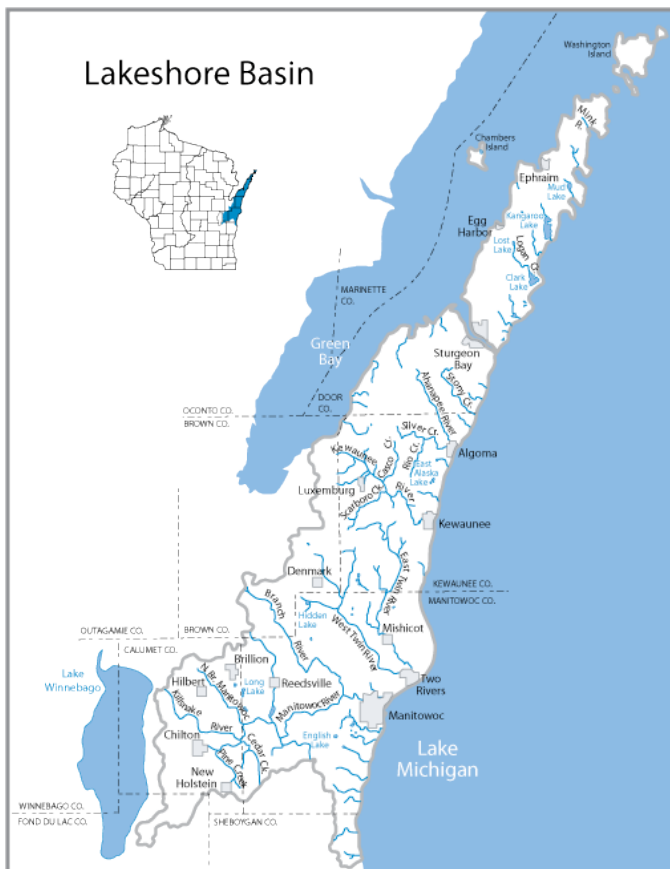 Lakeshore Basin
Washington
Island
Mink
R.
Chambers
Island
Ephraim
Mud
Lake
Egg
Harbor
Kangaroo
Lake
Lost
Lake
Logan Cr.
Clark
Lake
MARINETTE
CO.
Green
Bay
Sturgeon
Bay
Ahanapee River
Stony Cr.
DOOR
CO.
OCONTO CO.
BROWN CO.
Silver Cr.
Algoma
Kewaunee
River
Casco Cr.
Rio Cr.
East
Alaska
Lake
Luxemburg
Scarboro Ck.
Kewaunee
Denmark
East Twin River
KEWAUNEE CO.
MANITOWOC CO.
Branch
River
Hidden
Lake
West Twin River
Mishicot
OUTAGAMIE CO.
BROWN CO.
CALUMET CO.
Lake
Winnebago
Brillion
Hilbert
N. Br. Manitowoc
Long
Lake
Reedsville
Two
Rivers
Manitowoc River
Manitowoc
Killsnake
River
Chilton
Cedar Ck.
English
Lake
Pine Creek
New
Holstein
Lake
Michigan
WINNEBAGO CO.
FOND DU LAC CO.
SHEBOYGAN CO.